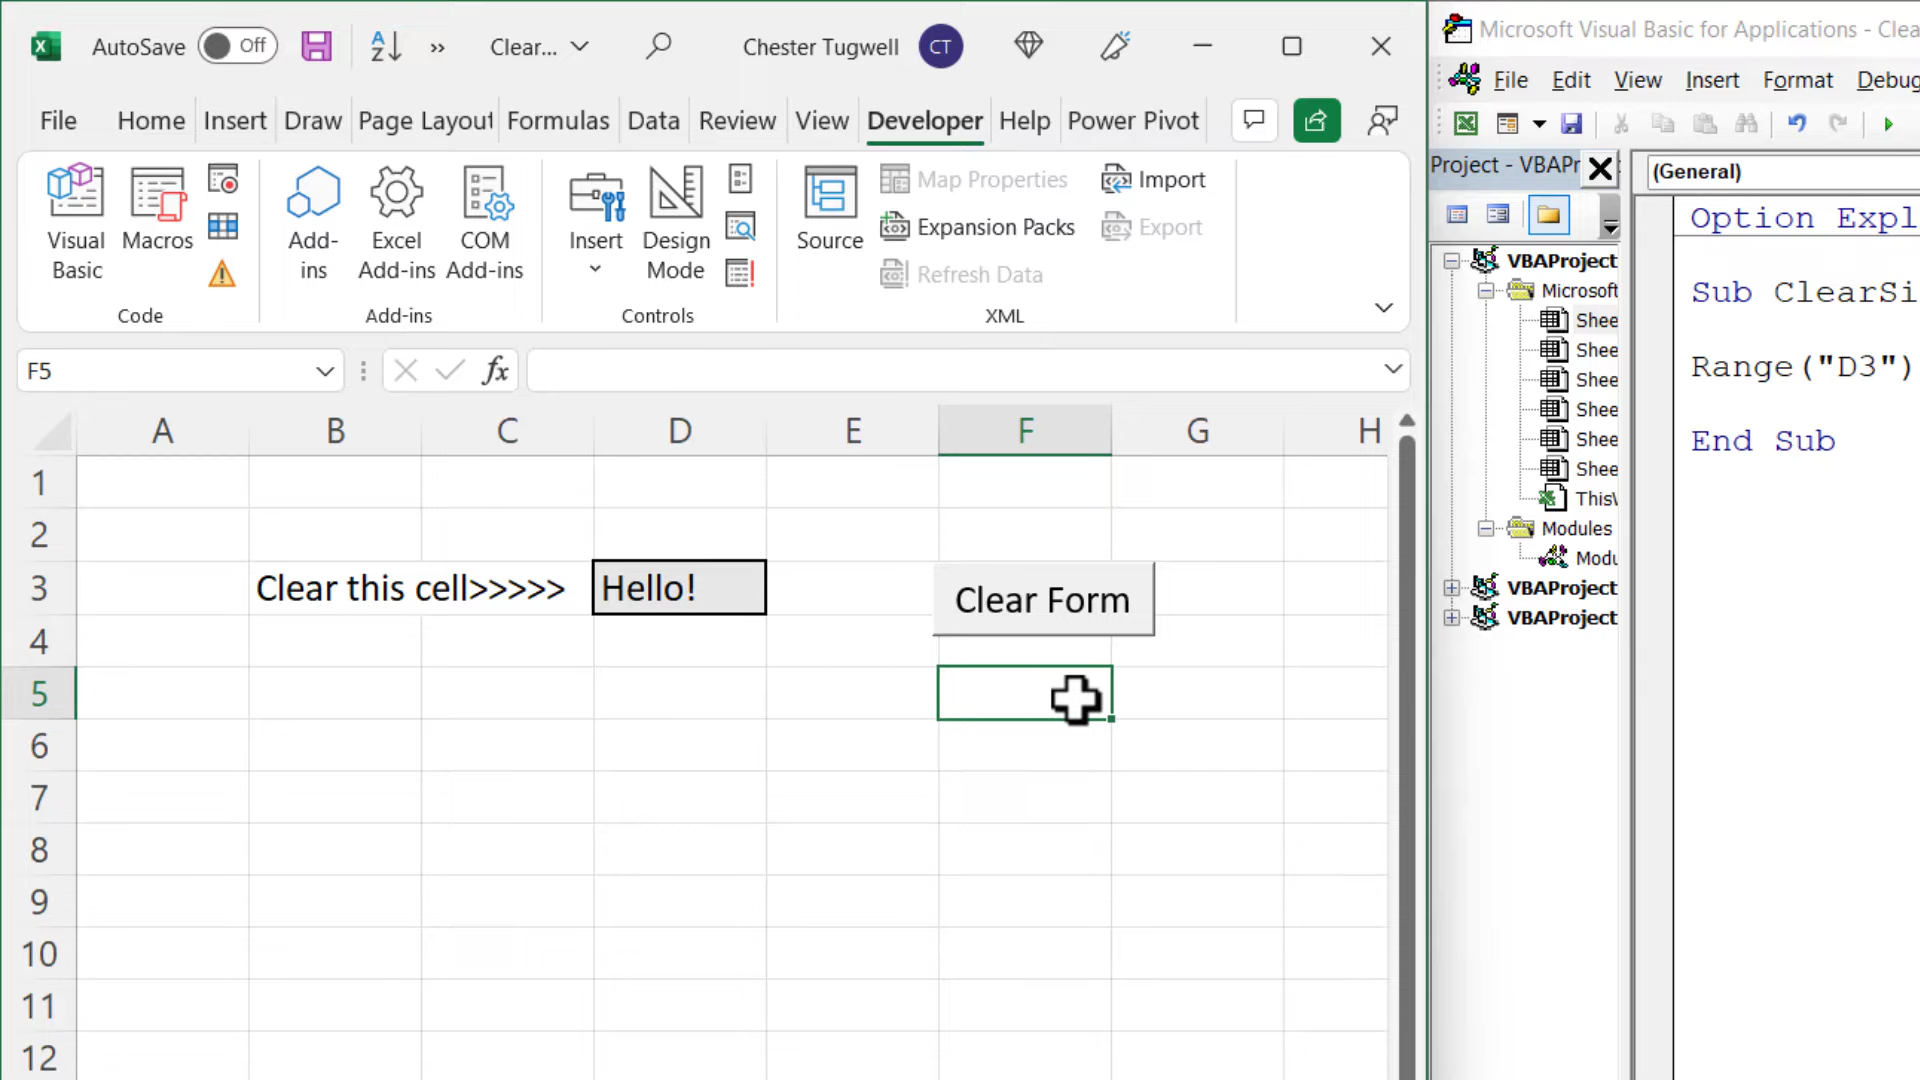 AutoSave Off Clear... Chester Tugwell CT
File Home Insert Draw Page Layout Formulas Data Review View Developer Help Power Pivot
Visual Basic
Macros
Add-ins
Excel Add-ins
COM Add-ins
Insert
Design Mode
Source
Map Properties
Expansion Packs
Refresh Data
Import
Export
Code Add-ins Controls XML
F5 fx
A B C D E F G H
1
2
3 Clear this cell>>>>> Hello! Clear Form
4
5
6
7
8
9
10
11
12
Microsoft Visual Basic for Applications - Clea
File Edit View Insert Format Debug
Project - VBAPr
VBAProject
Microsoft
Shee
Shee
Shee
Shee
Shee
Shee
ThisV
Modules
Modu
VBAProject
VBAProject
(General)
Option Expl
Sub ClearSi
Range("D3")
End Sub